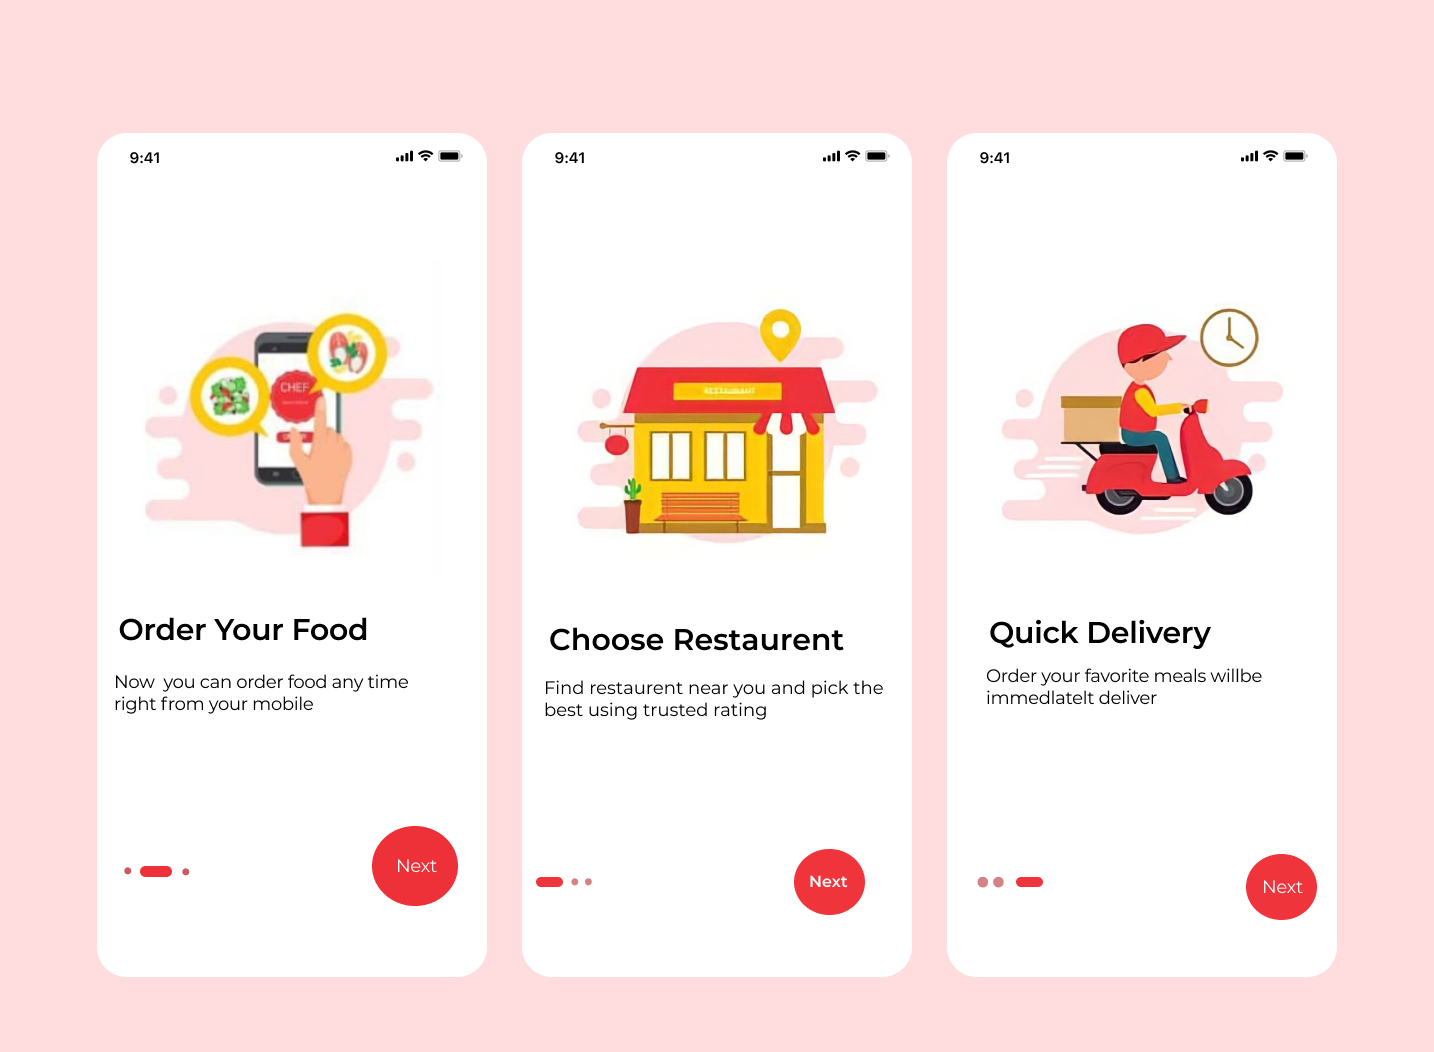 9:41
CHEF
Order Your Food
Now  you can order food any time
right from your mobile
Next
9:41
RESTAURANT
Choose Restaurent
Find restaurent near you and pick the
best using trusted rating
Next
9:41
Quick Delivery
Order your favorite meals willbe
immedlatelt deliver
Next